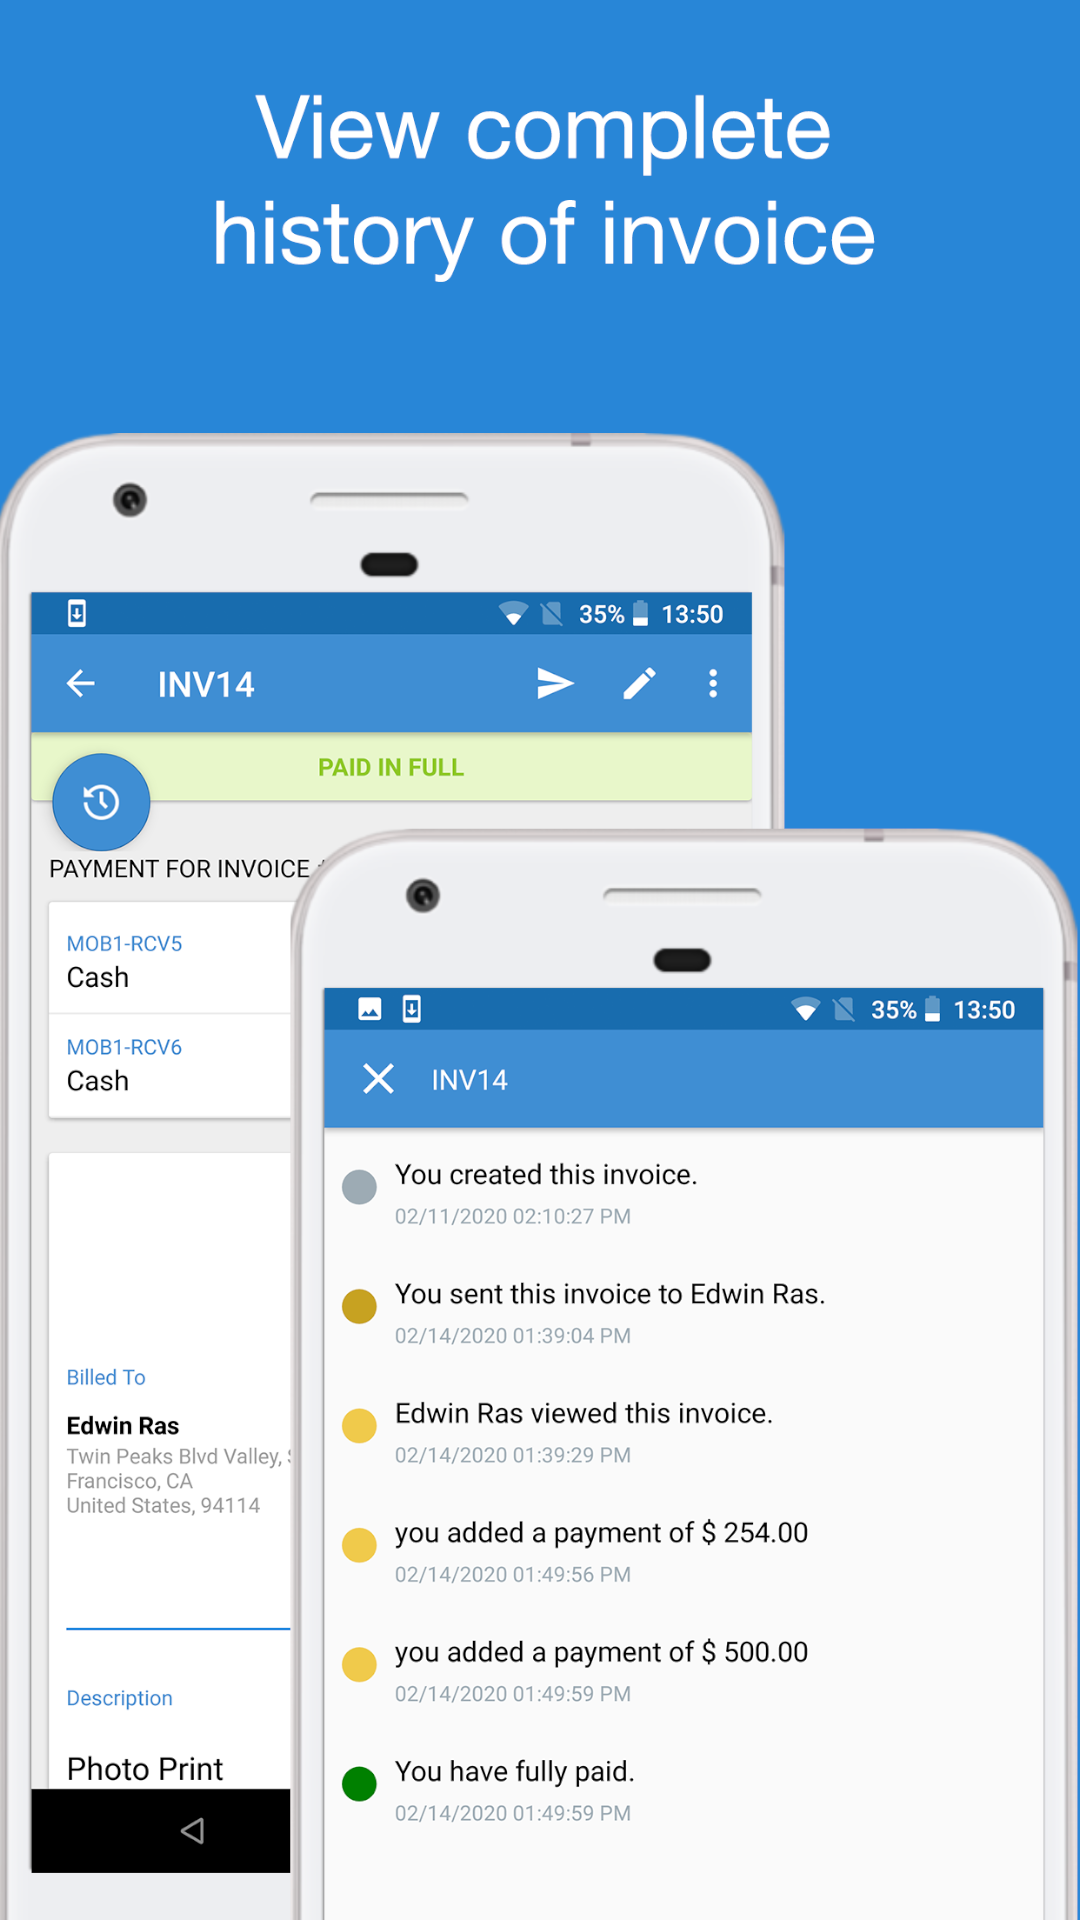 View complete
history of invoice
35% 13:50
INV14
PAID IN FULL
PAYMENT FOR INVOICE
MOB1-RCV5
Cash
MOB1-RCV6
Cash
Billed To
Edwin Ras
Twin Peaks Blvd Valley,
Francisco, CA
United States, 94114
Description
Photo Print
35% 13:50
INV14
You created this invoice.
02/11/2020 02:10:27 PM
You sent this invoice to Edwin Ras.
02/14/2020 01:39:04 PM
Edwin Ras viewed this invoice.
02/14/2020 01:39:29 PM
you added a payment of $ 254.00
02/14/2020 01:49:56 PM
you added a payment of $ 500.00
02/14/2020 01:49:59 PM
You have fully paid.
02/14/2020 01:49:59 PM